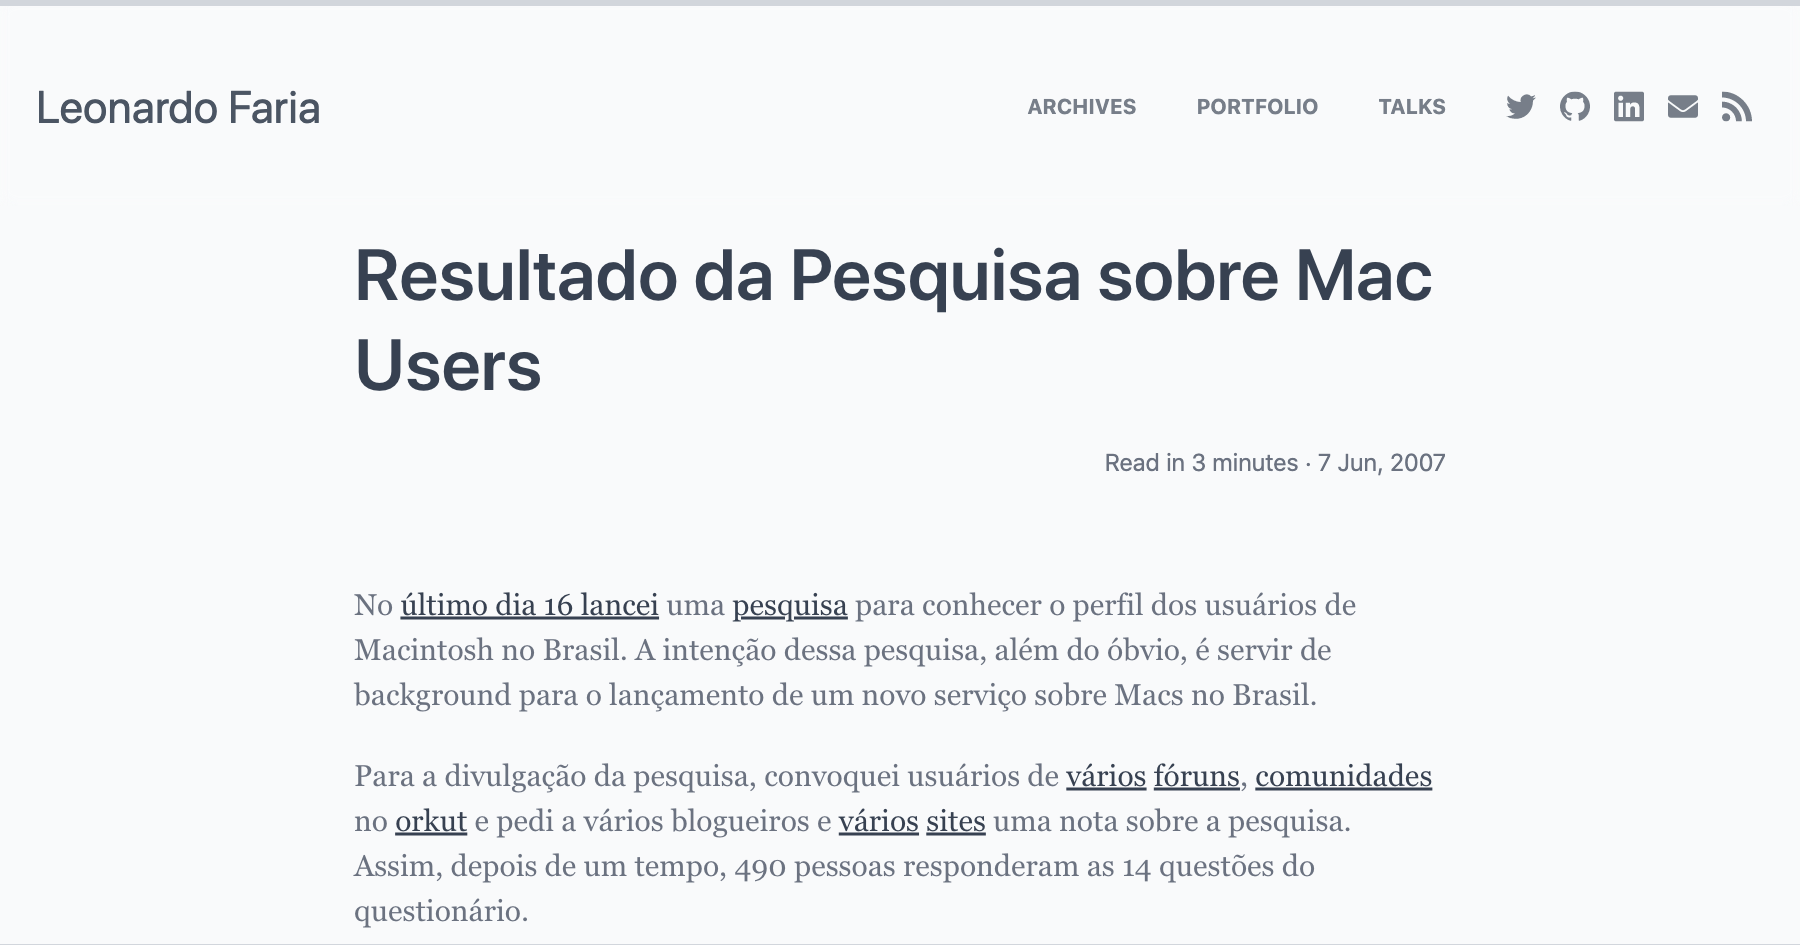 Leonardo Faria
ARCHIVES PORTFOLIO TALKS
Resultado da Pesquisa sobre Mac
Users
Read in 3 minutes · 7 Jun, 2007
No último dia 16 lancei uma pesquisa para conhecer o perfil dos usuários de
Macintosh no Brasil. A intenção dessa pesquisa, além do óbvio, é servir de
background para o lançamento de um novo serviço sobre Macs no Brasil.
Para a divulgação da pesquisa, convoquei usuários de vários fóruns, comunidades
no orkut e pedi a vários blogueiros e vários sites uma nota sobre a pesquisa.
Assim, depois de um tempo, 490 pessoas responderam as 14 questões do
questionário.